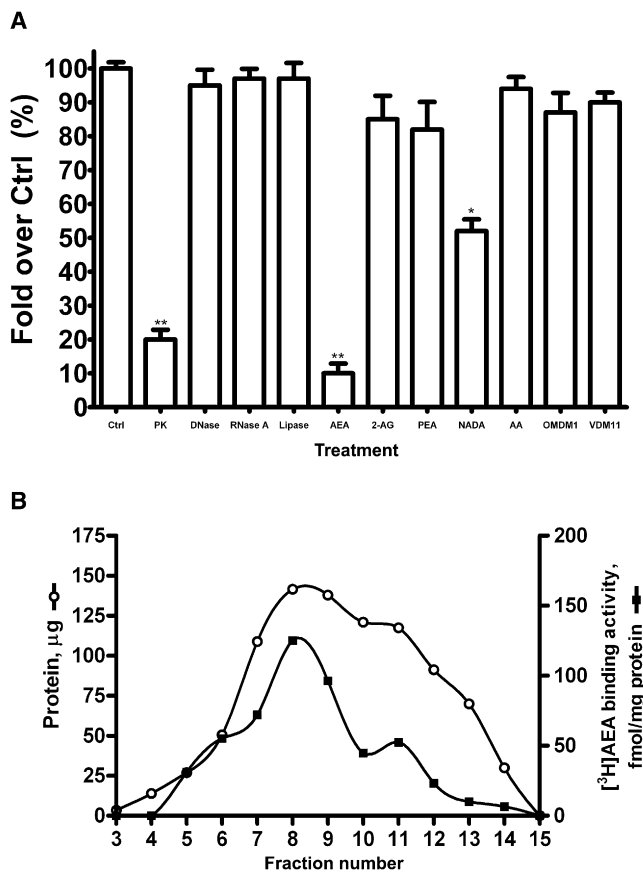 A
Fold over Ctrl (%)
100
90
80
70
60
50
40
30
20
10
0
**
**
*
Ctrl PK DNase RNase A Lipase AEA 2-AG PEA NADA AA OMDM1 VDM11
Treatment
B
Protein, µg
175
150
125
100
75
50
25
0
200
150
100
50
0
[³H]AEA binding activity,
fmol/mg protein
3 4 5 6 7 8 9 10 11 12 13 14 15
Fraction number